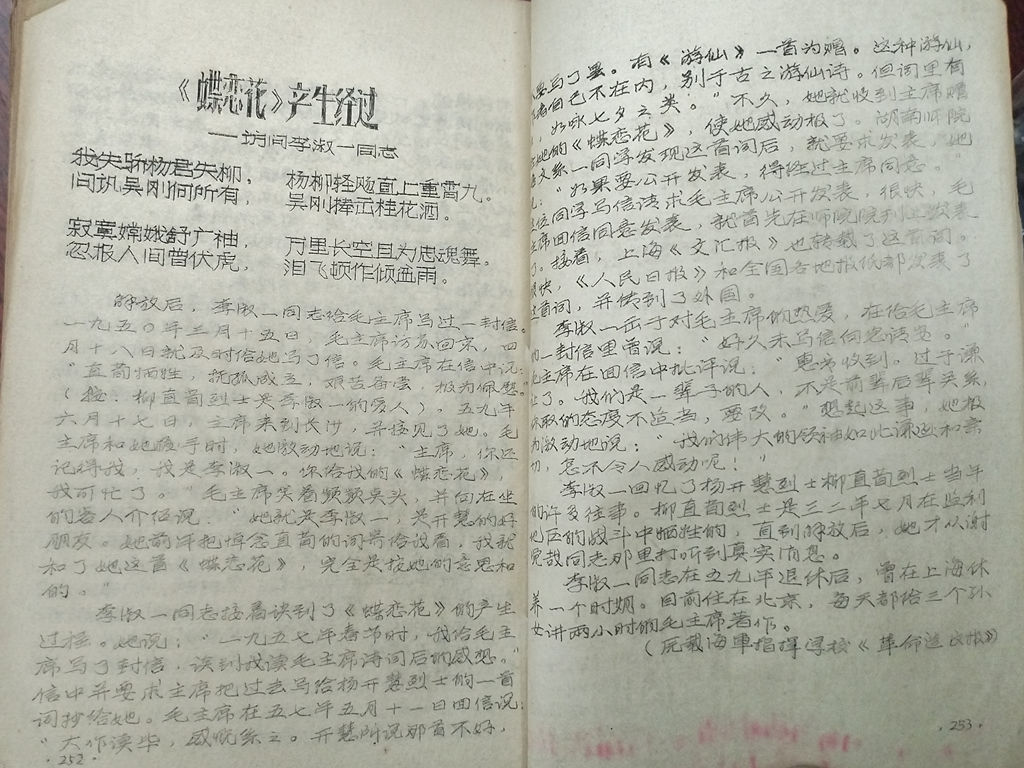 《蝶恋花》产生经过
——访问李淑一同志
我失骄杨君失柳， 杨柳轻飏直上重霄九。
问讯吴刚何所有， 吴刚捧出桂花酒。
寂寞嫦娥舒广袖， 万里长空且为忠魂舞。
忽报人间曾伏虎， 泪飞顿作倾盆雨。
解放后，李淑一同志给毛主席写过一封信。
一九五〇年三月十五日，毛主席访苏回京，四
月十八日就及时给她写了信。毛主席在信中说：
"直荀牺牲，抚孤成立，艰苦备尝，极为佩慰"
（ 柳直荀烈士是李淑一的爱人）。五九年
六月十七日，主席来到长沙，并接见了她。毛
主席和她握手时，她激动地说："主席，你还
记得我，我是李淑一。你给我的《蝶恋花》，
我可忙了。"毛主席笑着频频点头，并向在坐
的客人介绍说："她就是李淑一，是开慧的好
朋友。她前年把悼念直荀的词寄给我看，我就
和了她这首《蝶恋花》，完全是按她的意思和
的。"
李淑一同志接着谈到了《蝶恋花》的产生
过程。她说："一九五七年春节时，我给毛主
席写了封信，谈到我读毛主席诗词后的感想。"
信中并要求主席把过去写给杨开慧烈士的一首
词抄给她。毛主席在五七年五月十一日回信说：
"大作读毕，感慨系之。开慧所说那首不好，
不要写了罢。有《游仙》一首为赠。这种游仙，
作者自己不在内，别于古之游仙诗。但词里有
，如咏七夕之类。"不久，她就收到主席赠
给她的《蝶恋花》，使她感动极了。湖南师院
语文系一同学发现这首词后，就要求发表，她
说："如果要公开发表，得经过主席同意。"
这位同学写信请求毛主席公开发表，很快，毛
主席回信同意发表，就首先在师院院刊上发表
了。接着，上海《文汇报》也转载了这首词。
很快，《人民日报》和全国各地报纸都发表了
这首词，并传到了外国。
李淑一出于对毛主席的热爱，在给毛主席
的一封信里曾说："好久未写信向您请安。"
毛主席在回信中批评说："惠书收到。过于谦
让了。我们是一辈子的人，不是前辈后辈关系，
你取的态度不适当，要改。"想起这事，她极
为激动地说："我们伟大的领袖如此谦逊和亲
切，怎不令人感动呢！"
李淑一回忆了杨开慧烈士柳直荀烈士当年
的许多往事。柳直荀烈士是三二年七月在监利
地区的战斗中牺牲的，直到解放后，她才从谢
觉哉同志那里打听到真实消息。
李淑一同志在五九年退休后，曾在上海休
养一个时期。目前住在北京，每天都给三个孙
女讲两小时的毛主席著作。
（原载海军指挥学校《革命造反报》）
·252·
253·